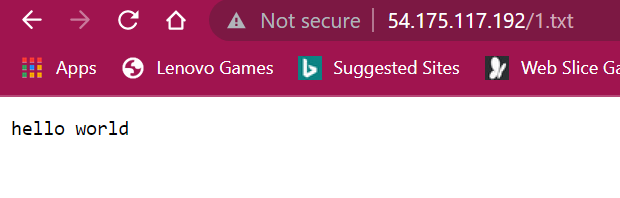 Not secure | 54.175.117.192/1.txt
Apps Lenovo Games Suggested Sites Web Slice Ga
hello world